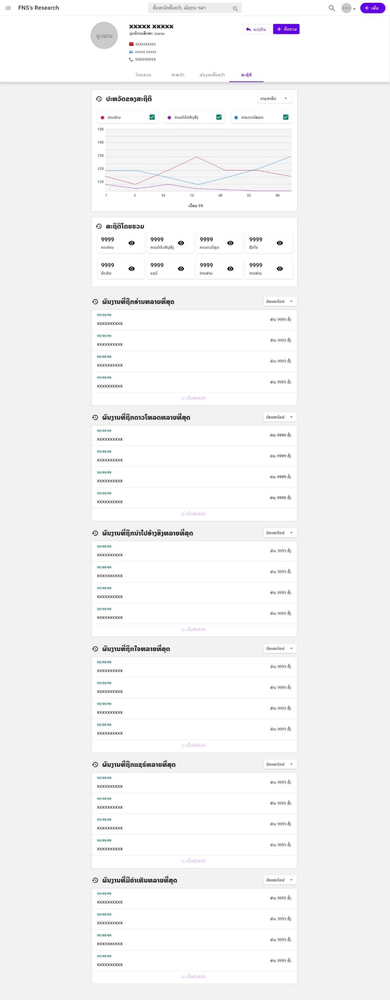 FNS's Research
ຄົ້ນຫານັກຄົ້ນຄວ້າ, ຜົນງານ ໆລໆ
ຮູບພາບ
ເພີ່ມ
ຮູບພາບ
xxxxx xxxxx
ວຸດທິການສຶກສາ: xxxxx
xxxxxxxxxx
xxxxx xxxxx
999999999
ແບ່ງປັນ
ຕິດຕາມ
ໂດຍລວມ
ປະຫວັດ
ຜົນງານຄົ້ນຄວ້າ
ສະຖິຕິ
ປະຫວັດຂອງສະຖິຕິ
ຕາມອາທິດ
ການອ່ານ
ການນຳໄປອ້າງອີງ
ການດາວໂຫລດ
120
100
120
120
120
1 5 10 15 20 25 30
ເດືອນ 99
ສະຖິຕິໂດຍຮວມ
9999 9999 9999 9999
ການອ່ານ ການນຳໄປອ້າງອີງ ການດາວໂຫຼດ ຖືກໃຈ
9999 9999 9999 9999
ຄຳເຫັນ ແຊຣ໌ ການອ່ານ ການອ່ານ
ຜົນງານທີ່ຖືກອ່ານຫລາຍທີ່ສຸດ
ນ້ອຍຫາໃຫຍ່
99/99/99
xxxxxxxxxx
ອ່ານ 9999 ຄັ້ງ
99/99/99
xxxxxxxxxx
ອ່ານ 9999 ຄັ້ງ
99/99/99
xxxxxxxxxx
ອ່ານ 9999 ຄັ້ງ
99/99/99
xxxxxxxxxx
ອ່ານ 9999 ຄັ້ງ
ເບິ່ງທັງຫມົດ
ຜົນງານທີ່ຖືກດາວໂຫລດຫລາຍທີ່ສຸດ
ນ້ອຍຫາໃຫຍ່
99/99/99
xxxxxxxxxx
ອ່ານ 9999 ຄັ້ງ
99/99/99
xxxxxxxxxx
ອ່ານ 9999 ຄັ້ງ
99/99/99
xxxxxxxxxx
ອ່ານ 9999 ຄັ້ງ
99/99/99
xxxxxxxxxx
ອ່ານ 9999 ຄັ້ງ
ເບິ່ງທັງຫມົດ
ຜົນງານທີ່ຖືກນຳໄປອ້າງອີງຫລາຍທີ່ສຸດ
ນ້ອຍຫາໃຫຍ່
99/99/99
xxxxxxxxxx
ອ່ານ 9999 ຄັ້ງ
99/99/99
xxxxxxxxxx
ອ່ານ 9999 ຄັ້ງ
99/99/99
xxxxxxxxxx
ອ່ານ 9999 ຄັ້ງ
99/99/99
xxxxxxxxxx
ອ່ານ 9999 ຄັ້ງ
ເບິ່ງທັງຫມົດ
ຜົນງານທີ່ຖືກໃຈຫລາຍທີ່ສຸດ
ນ້ອຍຫາໃຫຍ່
99/99/99
xxxxxxxxxx
ອ່ານ 9999 ຄັ້ງ
99/99/99
xxxxxxxxxx
ອ່ານ 9999 ຄັ້ງ
99/99/99
xxxxxxxxxx
ອ່ານ 9999 ຄັ້ງ
99/99/99
xxxxxxxxxx
ອ່ານ 9999 ຄັ້ງ
ເບິ່ງທັງຫມົດ
ຜົນງານທີ່ຖືກແຊຣ໌ຫລາຍທີ່ສຸດ
ນ້ອຍຫາໃຫຍ່
99/99/99
xxxxxxxxxx
ອ່ານ 9999 ຄັ້ງ
99/99/99
xxxxxxxxxx
ອ່ານ 9999 ຄັ້ງ
99/99/99
xxxxxxxxxx
ອ່ານ 9999 ຄັ້ງ
99/99/99
xxxxxxxxxx
ອ່ານ 9999 ຄັ້ງ
ເບິ່ງທັງຫມົດ
ຜົນງານທີ່ມີຄຳເຫັນຫລາຍທີ່ສຸດ
ນ້ອຍຫາໃຫຍ່
99/99/99
xxxxxxxxxx
ອ່ານ 9999 ຄັ້ງ
99/99/99
xxxxxxxxxx
ອ່ານ 9999 ຄັ້ງ
99/99/99
xxxxxxxxxx
ອ່ານ 9999 ຄັ້ງ
99/99/99
xxxxxxxxxx
ອ່ານ 9999 ຄັ້ງ
ເບິ່ງທັງຫມົດ